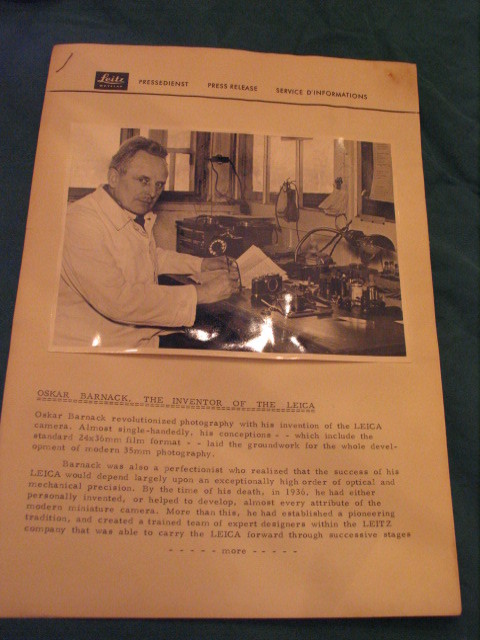 Leitz
WETZLAR
PRESSEDIENST PRESS RELEASE SERVICE D'INFORMATIONS
OSKAR BARNACK, THE INVENTOR OF THE LEICA
Oskar Barnack revolutionised photography with his invention of the LEICA
camera. Almost single-handedly, his conceptions - - which include the
standard 24x36mm film format - - laid the groundwork for the whole devel-
opment of modern 35mm photography.
Barnack was also a perfectionist who realised that the success of his
LEICA would depend largely upon an exceptionally high order of optical and
mechanical precision. By the time of his death, in 1936, he had either
personally invented, or helped to develop, almost every attribute of the
modern miniature camera. More than this, he had established a pioneering
tradition, and created a trained team of expert designers within the LEITZ
company that was able to carry the LEICA forward through successive stages
- - - - - more - - - - -